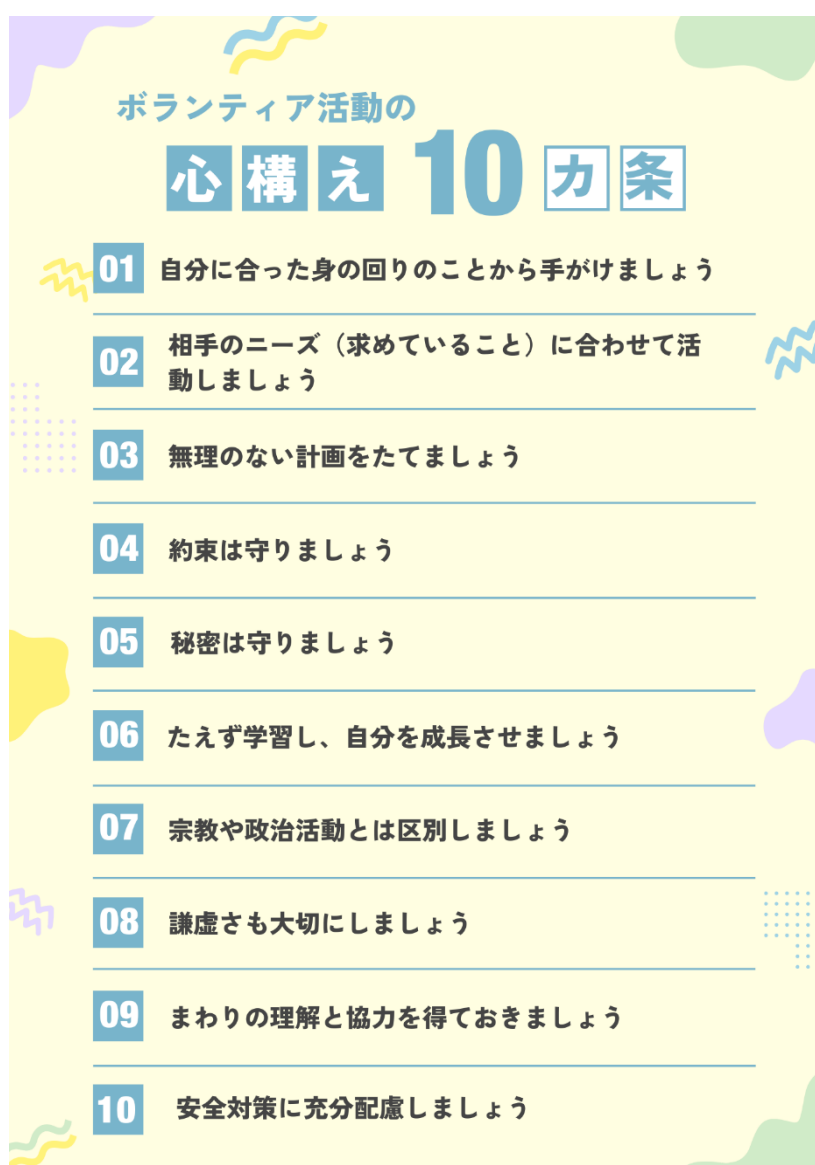 ボランティア活動の
心構え10カ条
01 自分に合った身の回りのことから手がけましょう
02 相手のニーズ（求めていること）に合わせて活
動しましょう
03 無理のない計画をたてましょう
04 約束は守りましょう
05 秘密は守りましょう
06 たえず学習し、自分を成長させましょう
07 宗教や政治活動とは区別しましょう
08 謙虚さも大切にしましょう
09 まわりの理解と協力を得ておきましょう
10 安全対策に充分配慮しましょう